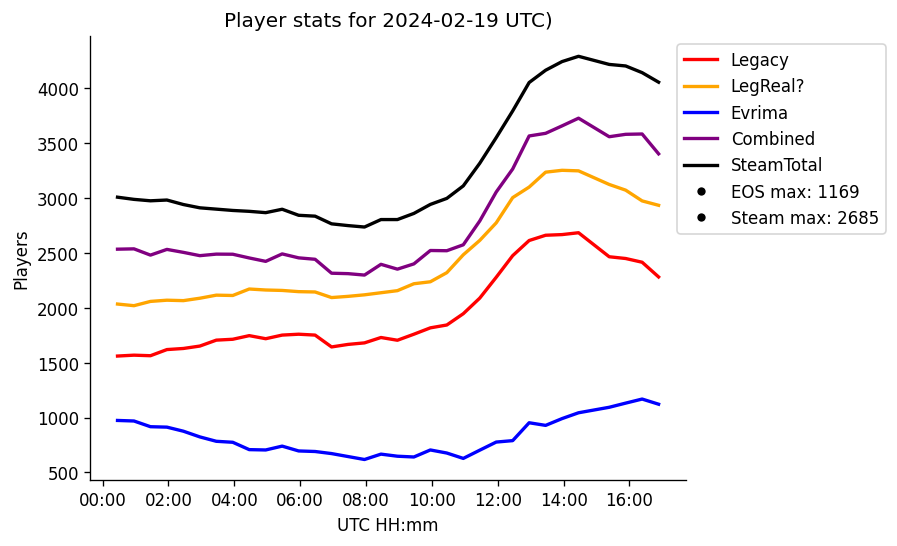 Player stats for 2024-02-19 UTC)
Legacy
LegReal?
Evrima
Combined
SteamTotal
EOS max: 1169
Steam max: 2685
Players
4000
3500
3000
2500
2000
1500
1000
500
00:00 02:00 04:00 06:00 08:00 10:00 12:00 14:00 16:00
UTC HH:mm